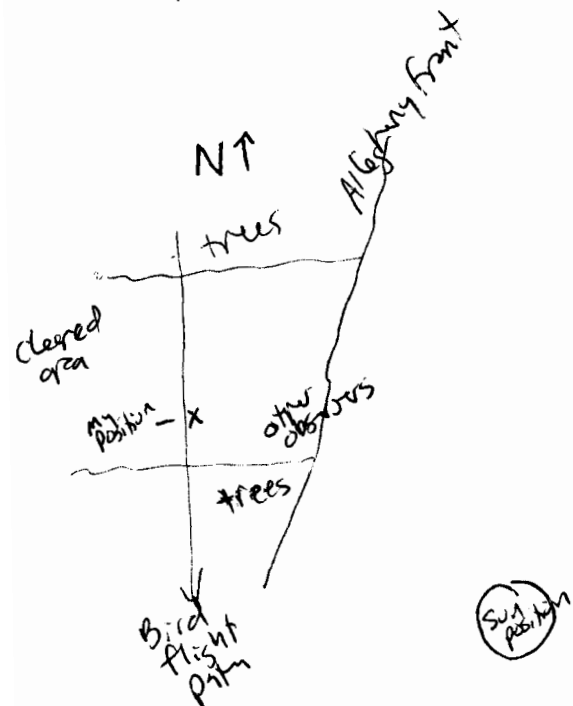 Allegheny Front
N↑
trees
cleared
area
my
position
x
other
observers
trees
Bird
flight
path
Sun
position